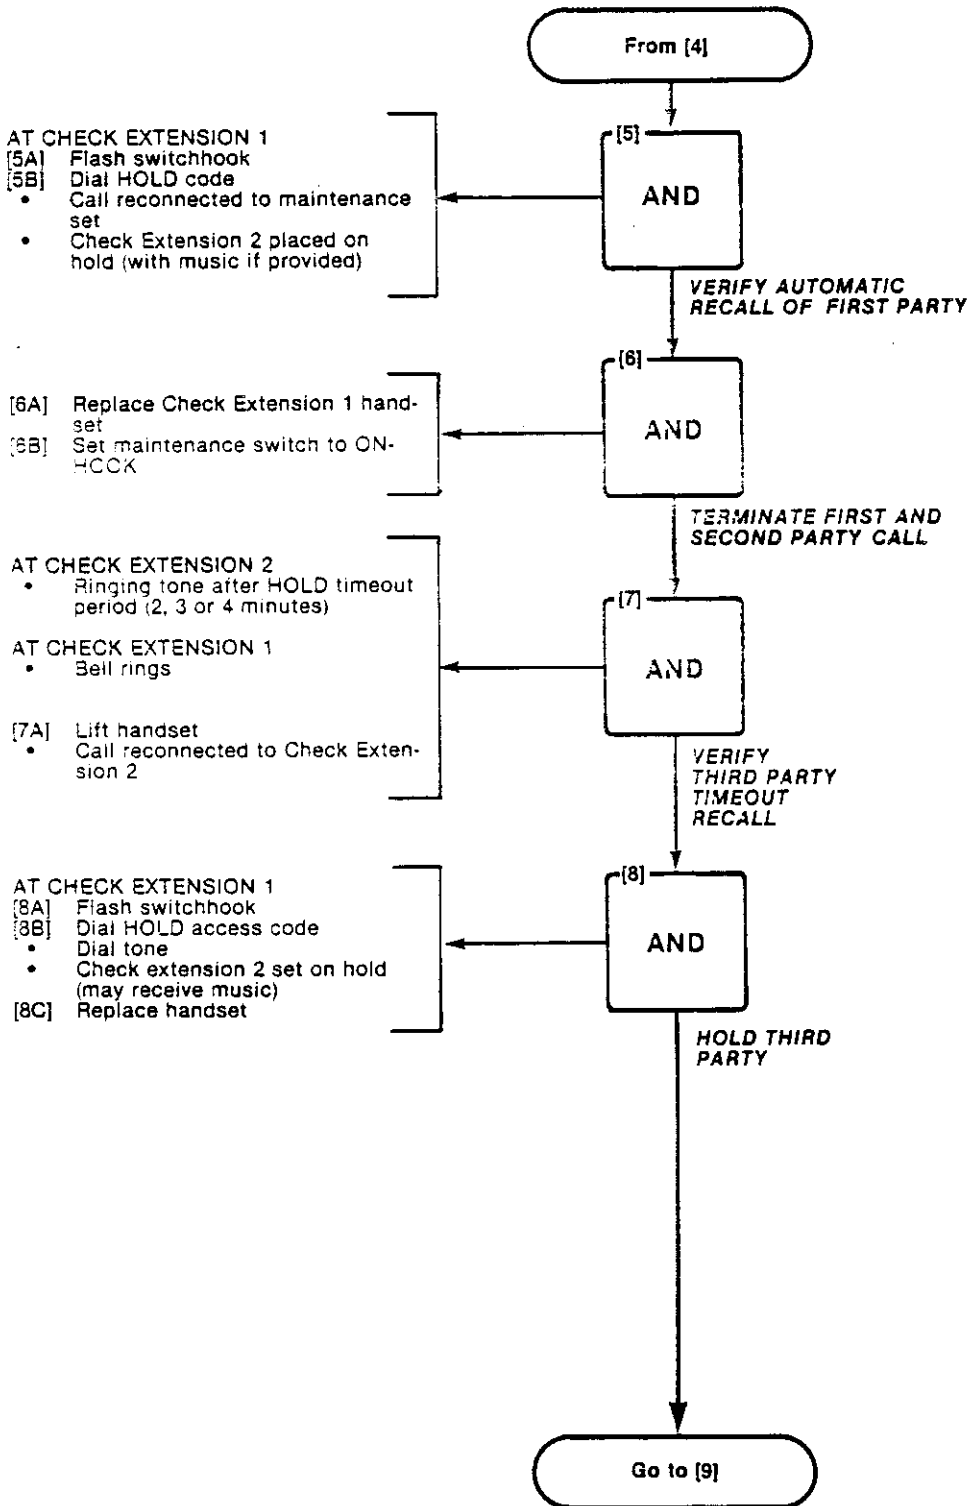 From [4]
AT CHECK EXTENSION 1
[5A] Flash switchhook
[5B] Dial HOLD code
• Call reconnected to maintenance
set
• Check Extension 2 placed on
hold (with music if provided)
[5]
AND
VERIFY AUTOMATIC
RECALL OF FIRST PARTY
[6A] Replace Check Extension 1 hand-
set
[6B] Set maintenance switch to ON-
HOOK
[6]
AND
TERMINATE FIRST AND
SECOND PARTY CALL
AT CHECK EXTENSION 2
• Ringing tone after HOLD timeout
period (2, 3 or 4 minutes)
AT CHECK EXTENSION 1
• Bell rings
[7A] Lift handset
• Call reconnected to Check Exten-
sion 2
[7]
AND
VERIFY
THIRD PARTY
TIMEOUT
RECALL
AT CHECK EXTENSION 1
[8A] Flash switchhook
[8B] Dial HOLD access code
• Dial tone
• Check extension 2 set on hold
(may receive music)
[8C] Replace handset
[8]
AND
HOLD THIRD
PARTY
Go to [9]